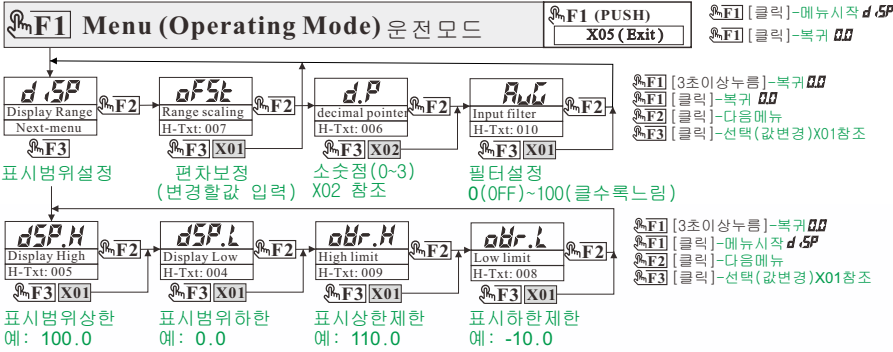 F1 Menu (Operating Mode) 운전모드
F1 (PUSH)
X05 (Exit)
F1 [클릭]-메뉴시작 diSP
F1 [클릭]-복귀 0.0
diSP
Display Range
Next-menu
F3
표시범위설정
F2
oFSt
Range scaling
H-Txt: 007
F3 X01
편차보정
(변경할값 입력)
F2
d.P
decimal pointer
H-Txt: 006
F3 X02
소숫점(0~3)
X02 참조
F2
AvG
Input filter
H-Txt: 010
F3 X01
필터설정
0(OFF)~100(클수록느림)
F2
F1 [3초이상누름]-복귀 0.0
F1 [클릭]-복귀 0.0
F2 [클릭]-다음메뉴
F3 [클릭]-선택(값변경)X01참조
dSP.H
Display High
H-Txt: 005
F3 X01
표시범위상한
예: 100.0
F2
dSP.L
Display Low
H-Txt: 004
F3 X01
표시범위하한
예: 0.0
F2
oVr.H
High limit
H-Txt: 009
F3 X01
표시상한제한
예: 110.0
F2
oVr.L
Low limit
H-Txt: 008
F3 X01
표시하한제한
예: -10.0
F2
F1 [3초이상누름]-복귀 0.0
F1 [클릭]-메뉴시작 diSP
F2 [클릭]-다음메뉴
F3 [클릭]-선택(값변경)X01참조